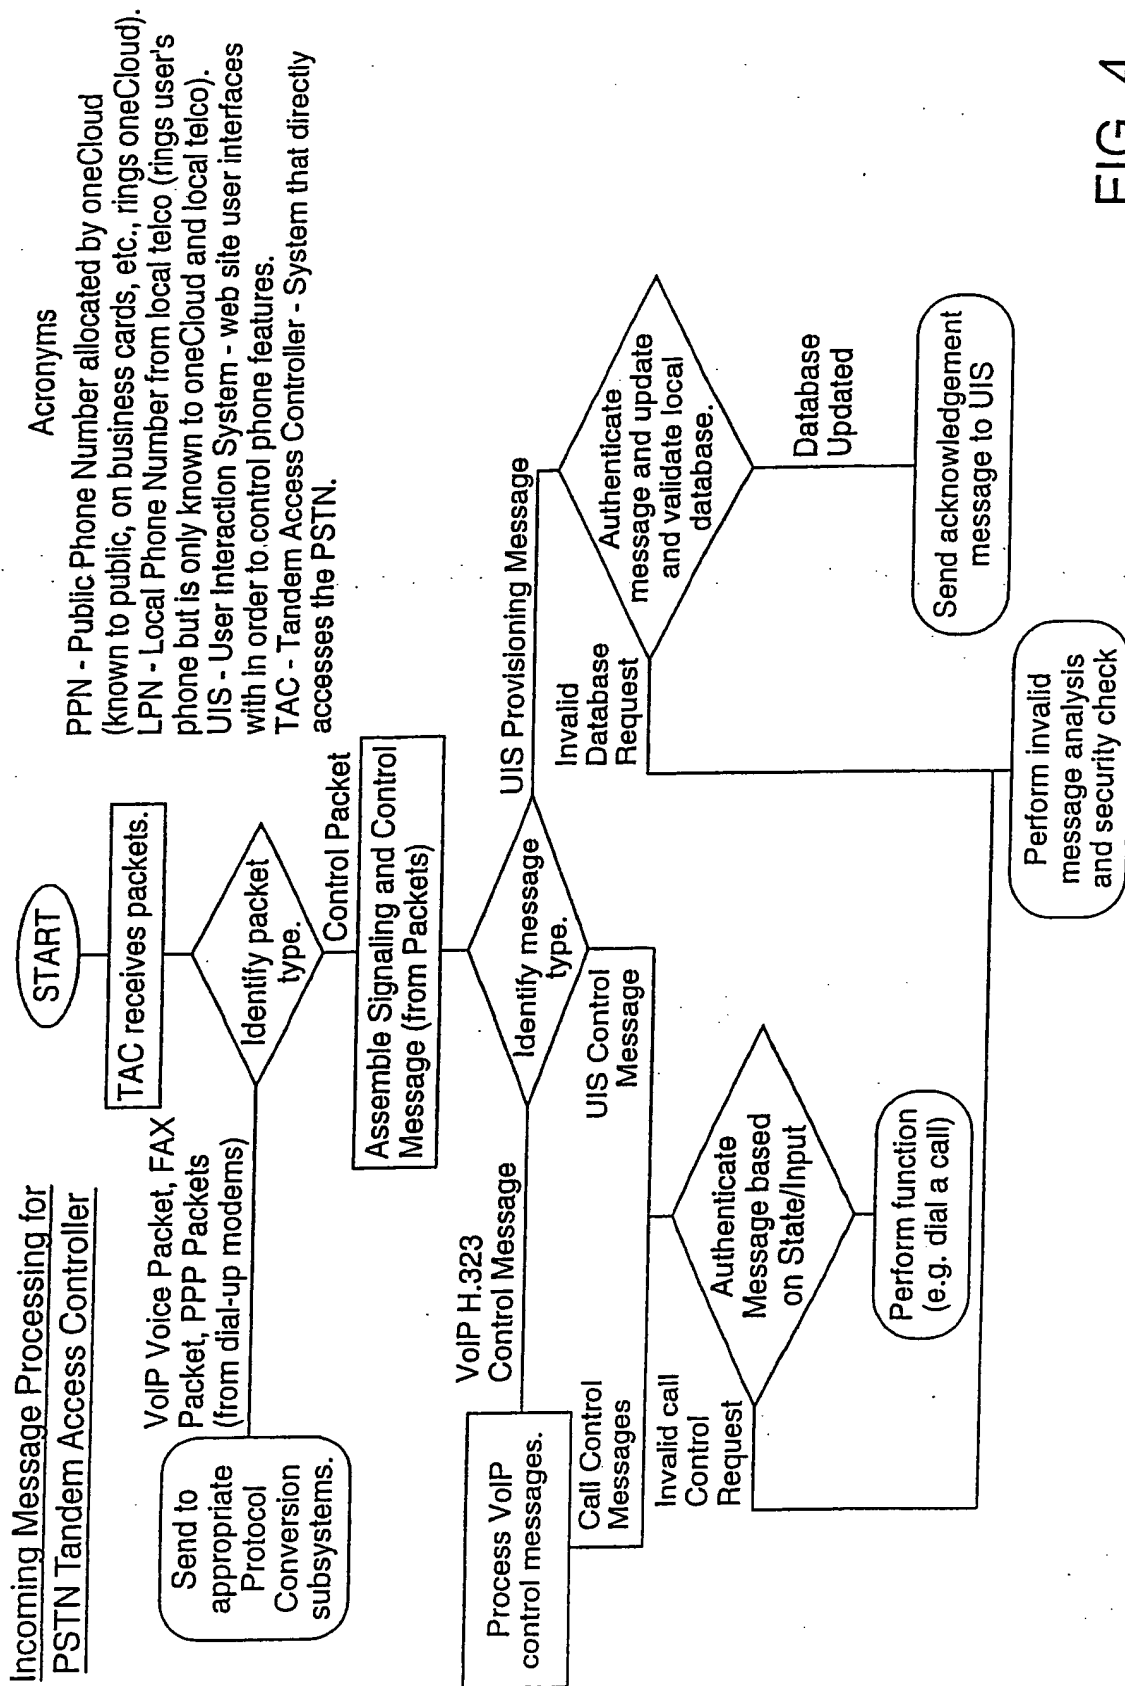 Incoming Message Processing for
PSTN Tandem Access Controller
Acronyms
PPN - Public Phone Number allocated by oneCloud
(known to public, on business cards, etc., rings oneCloud).
LPN - Local Phone Number from local telco (rings user's
phone but is only known to oneCloud and local telco).
UIS - User Interaction System - web site user interfaces
with in order to control phone features.
TAC - Tandem Access Controller - System that directly
accesses the PSTN.
START
TAC receives packets.
Identify packet
type.
VoIP Voice Packet, FAX
Packet, PPP Packets
(from dial-up modems)
Send to
appropriate
Protocol
Conversion
subsystems.
Control Packet
Assemble Signaling and Control
Message (from Packets)
Identify message
type.
VoIP H.323
Control Message
Process VoIP
control messages.
Call Control
Messages
UIS Control
Message
UIS Provisioning Message
Authenticate
message and update
and validate local
database.
Invalid
Database
Request
Database
Updated
Send acknowledgement
message to UIS
Authenticate
Message based
on State/Input
Invalid call
Control
Request
Perform function
(e.g. dial a call)
Perform invalid
message analysis
and security check
FIG. 4